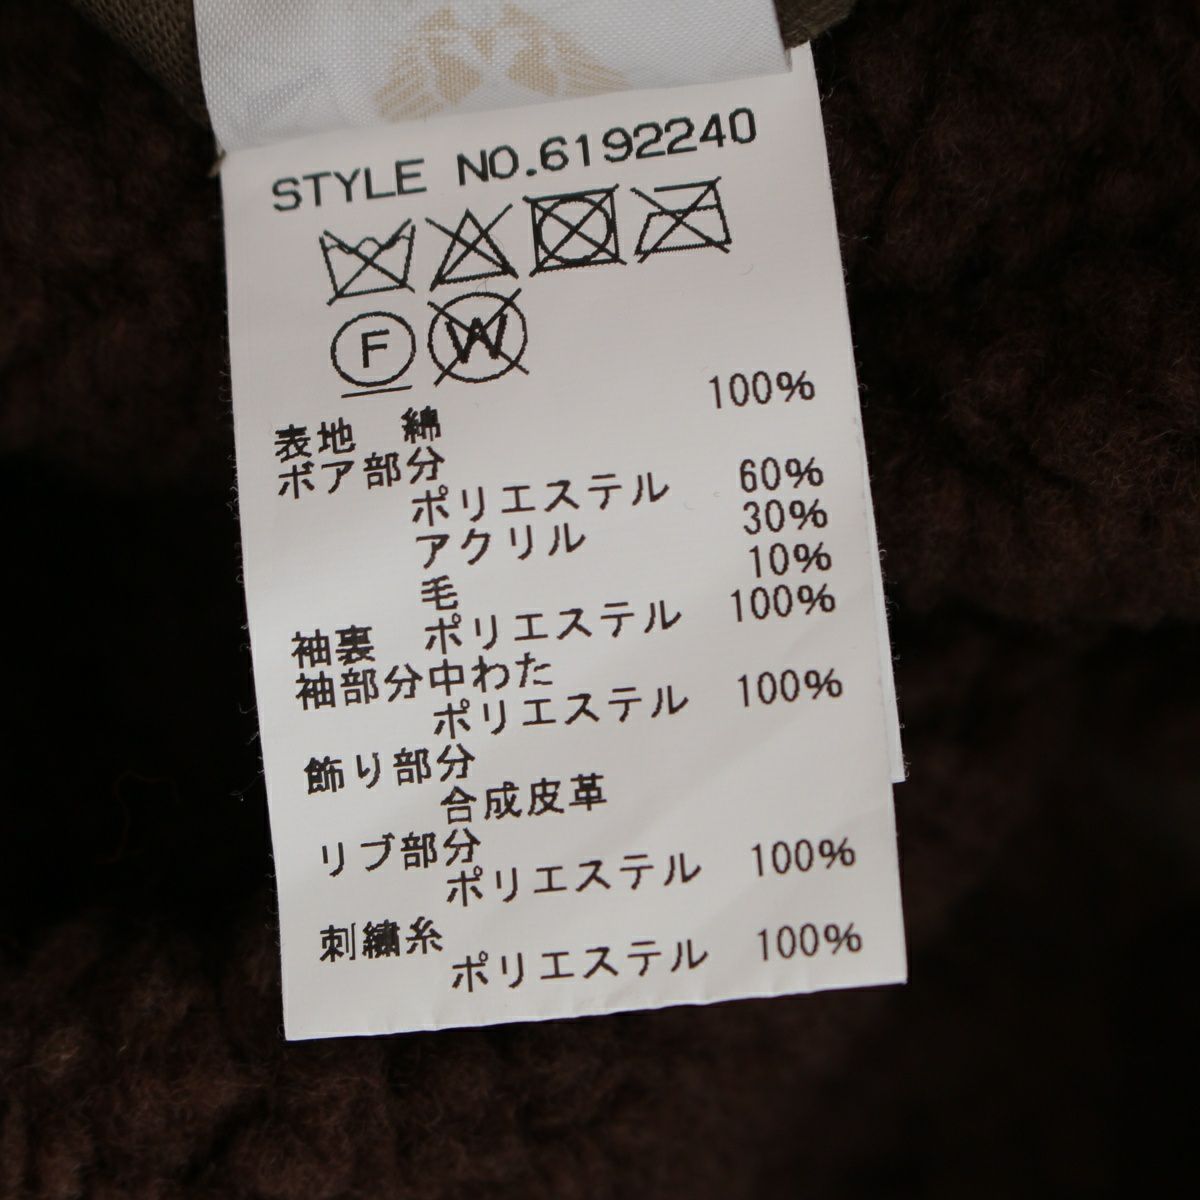 STYLE NO.6192240
F W
表地 綿 100%
ボア部分
ポリエステル 60%
アクリル 30%
毛 10%
袖裏 ポリエステル 100%
袖部分中わた
ポリエステル 100%
飾り部分
合成皮革
リブ部分
ポリエステル 100%
刺繍糸
ポリエステル 100%